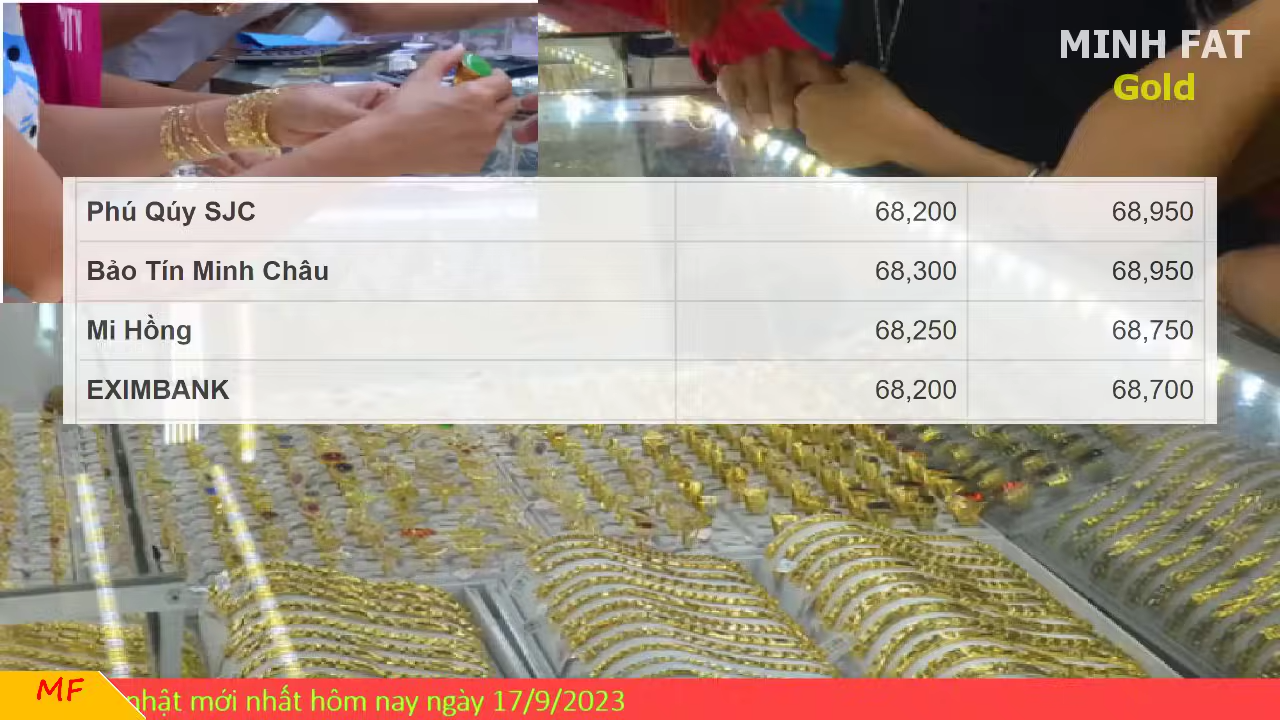 MINH FAT
Gold
Phú Qúy SJC 68,200 68,950
Bảo Tín Minh Châu 68,300 68,950
Mi Hồng 68,250 68,750
EXIMBANK 68,200 68,700
MF
nhật mới nhất hôm nay ngày 17/9/2023